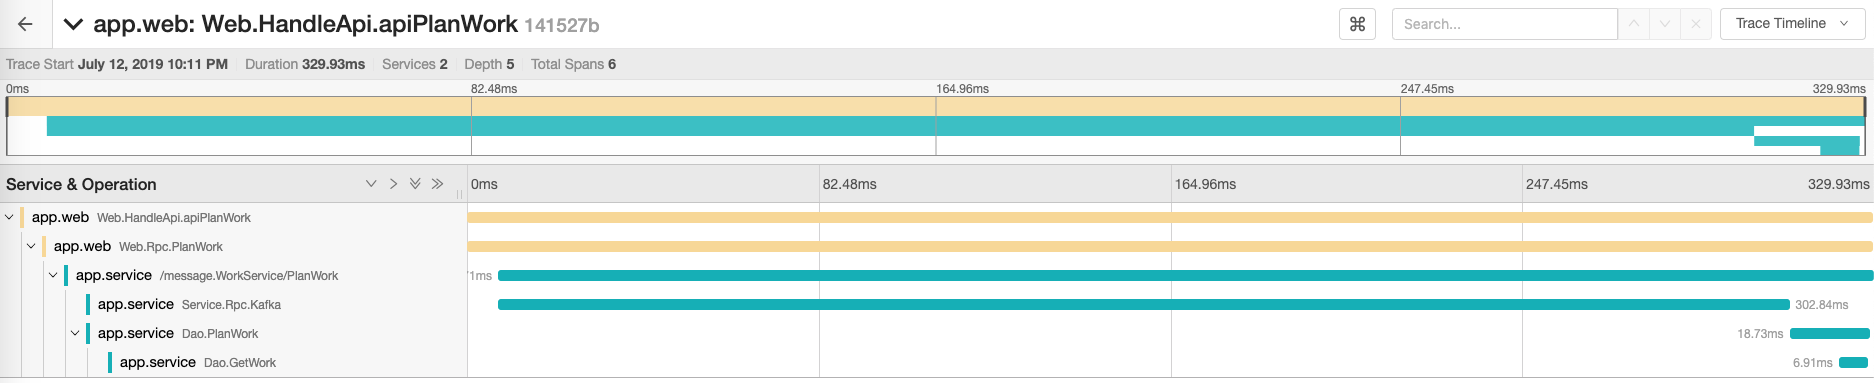 app.web: Web.HandleApi.apiPlanWork 141527b
⌘ Search... Trace Timeline
Trace Start July 12, 2019 10:11 PM Duration 329.93ms Services 2 Depth 5 Total Spans 6
0ms 82.48ms 164.96ms 247.45ms 329.93ms
Service & Operation 0ms 82.48ms 164.96ms 247.45ms 329.93ms
app.web Web.HandleApi.apiPlanWork
app.web Web.Rpc.PlanWork
app.service /message.WorkService/PlanWork 1ms
app.service Service.Rpc.Kafka 302.84ms
app.service Dao.PlanWork 18.73ms
app.service Dao.GetWork 6.91ms